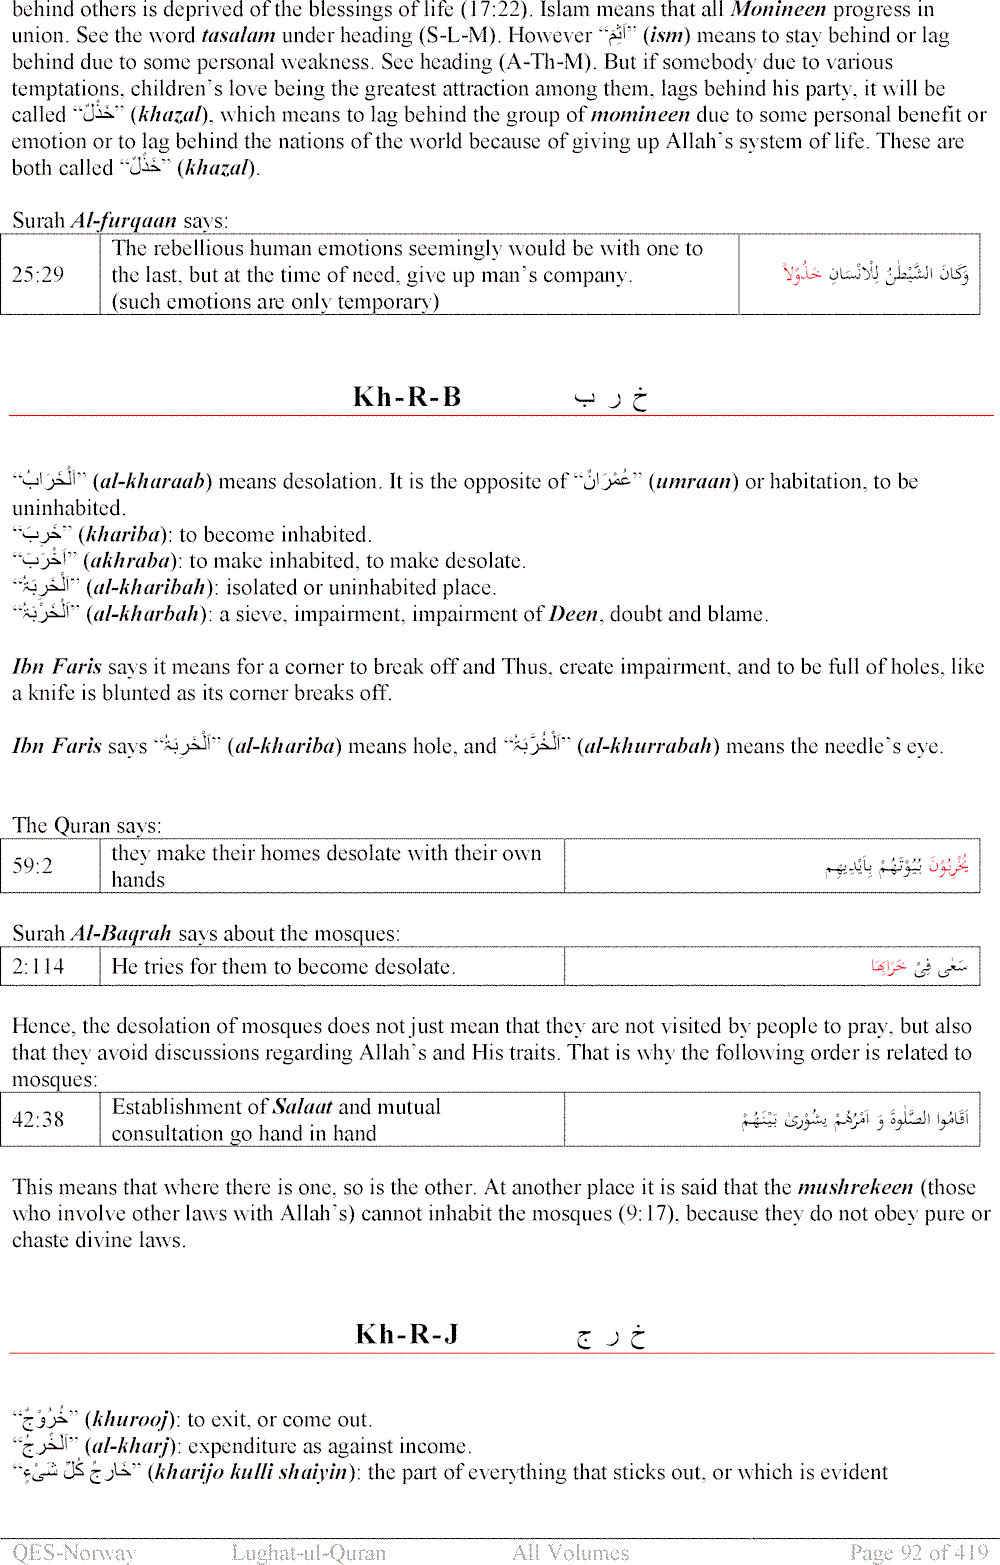 behind others is deprived of the blessings of life (17:22). Islam means that all Monineen progress in
union. See the word tasalam under heading (S-L-M). However “اَثِمَ” (ism) means to stay behind or lag
behind due to some personal weakness. See heading (A-Th-M). But if somebody due to various
temptations, children’s love being the greatest attraction among them, lags behind his party, it will be
called “خَذْلٌ” (khazal), which means to lag behind the group of momineen due to some personal benefit or
emotion or to lag behind the nations of the world because of giving up Allah’s system of life. These are
both called “خَذْلٌ” (khazal).
Surah Al-furqaan says:
25:29 The rebellious human emotions seemingly would be with one to
the last, but at the time of need, give up man’s company.
(such emotions are only temporary)
وَكَانَ الشَّيْطٰنُ لِلْاِنْسَانِ خَذُوْلاً
Kh-R-B خ ر ب
“اَلْخَرَابُ” (al-kharaab) means desolation. It is the opposite of “عُمْرَانٌ” (umraan) or habitation, to be
uninhabited.
“خَرِبَ” (khariba): to become inhabited.
“اَخْرَبَ” (akhraba): to make inhabited, to make desolate.
“اَلْخَرِبَۃُ” (al-kharibah): isolated or uninhabited place.
“اَلْخَرْبَۃُ” (al-kharbah): a sieve, impairment, impairment of Deen, doubt and blame.
Ibn Faris says it means for a corner to break off and Thus, create impairment, and to be full of holes, like
a knife is blunted as its corner breaks off.
Ibn Faris says “اَلْخَرِبَۃُ” (al-khariba) means hole, and “اَلْخُرَّبَۃُ” (al-khurrabah) means the needle’s eye.
The Quran says:
59:2 they make their homes desolate with their own
hands
يُخْرِبُوْنَ بُيُوْتَهُمْ بِاَيْدِيهِم
Surah Al-Baqrah says about the mosques:
2:114 He tries for them to become desolate. سَعٰى فِىْ خَرَابِهَا
Hence, the desolation of mosques does not just mean that they are not visited by people to pray, but also
that they avoid discussions regarding Allah’s and His traits. That is why the following order is related to
mosques:
42:38 Establishment of Salaat and mutual
consultation go hand in hand
اَقَامُوا الصَّلٰوةَ وَ اَمْرُهُمْ يشُوْرىٰ بَيْنَهُمْ
This means that where there is one, so is the other. At another place it is said that the mushrekeen (those
who involve other laws with Allah’s) cannot inhabit the mosques (9:17), because they do not obey pure or
chaste divine laws.
Kh-R-J خ ر ج
“خُرُوْجٌ” (khurooj): to exit, or come out.
“اَلْخَرجُ” (al-kharj): expenditure as against income.
“خَارِجُ كُلِّ شَیْءٍ” (kharijo kulli shaiyin): the part of everything that sticks out, or which is evident
QES-Norway Lughat-ul-Quran All Volumes Page 92 of 419